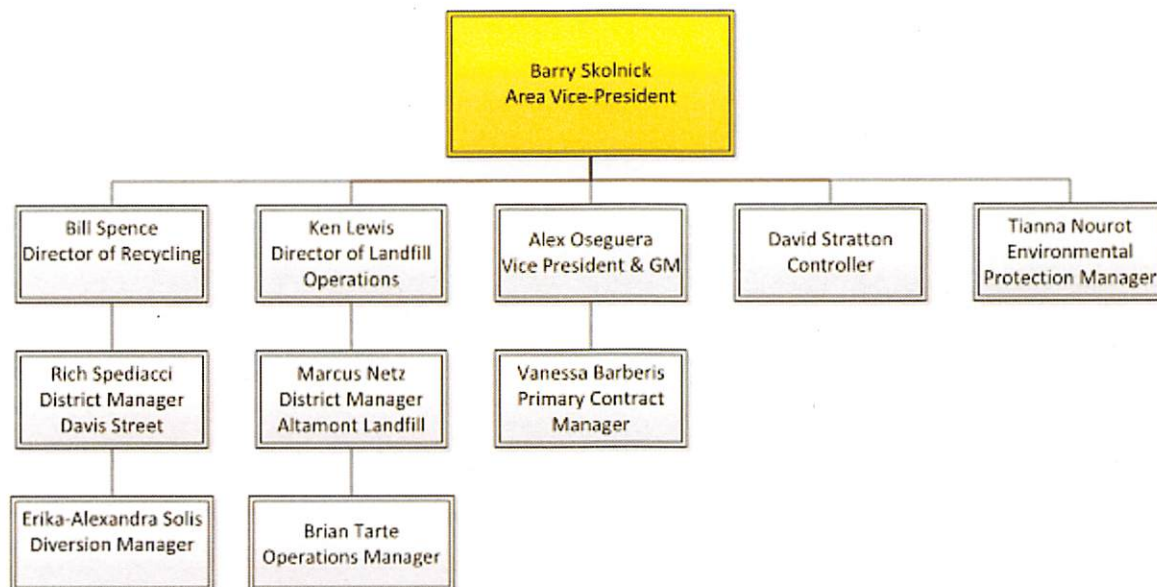 Barry Skolnick
Area Vice-President
Bill Spence
Director of Recycling
Ken Lewis
Director of Landfill
Operations
Alex Oseguera
Vice President & GM
David Stratton
Controller
Tianna Nourot
Environmental
Protection Manager
Rich Spediacci
District Manager
Davis Street
Marcus Netz
District Manager
Altamont Landfill
Vanessa Barberis
Primary Contract
Manager
Erika-Alexandra Solis
Diversion Manager
Brian Tarte
Operations Manager